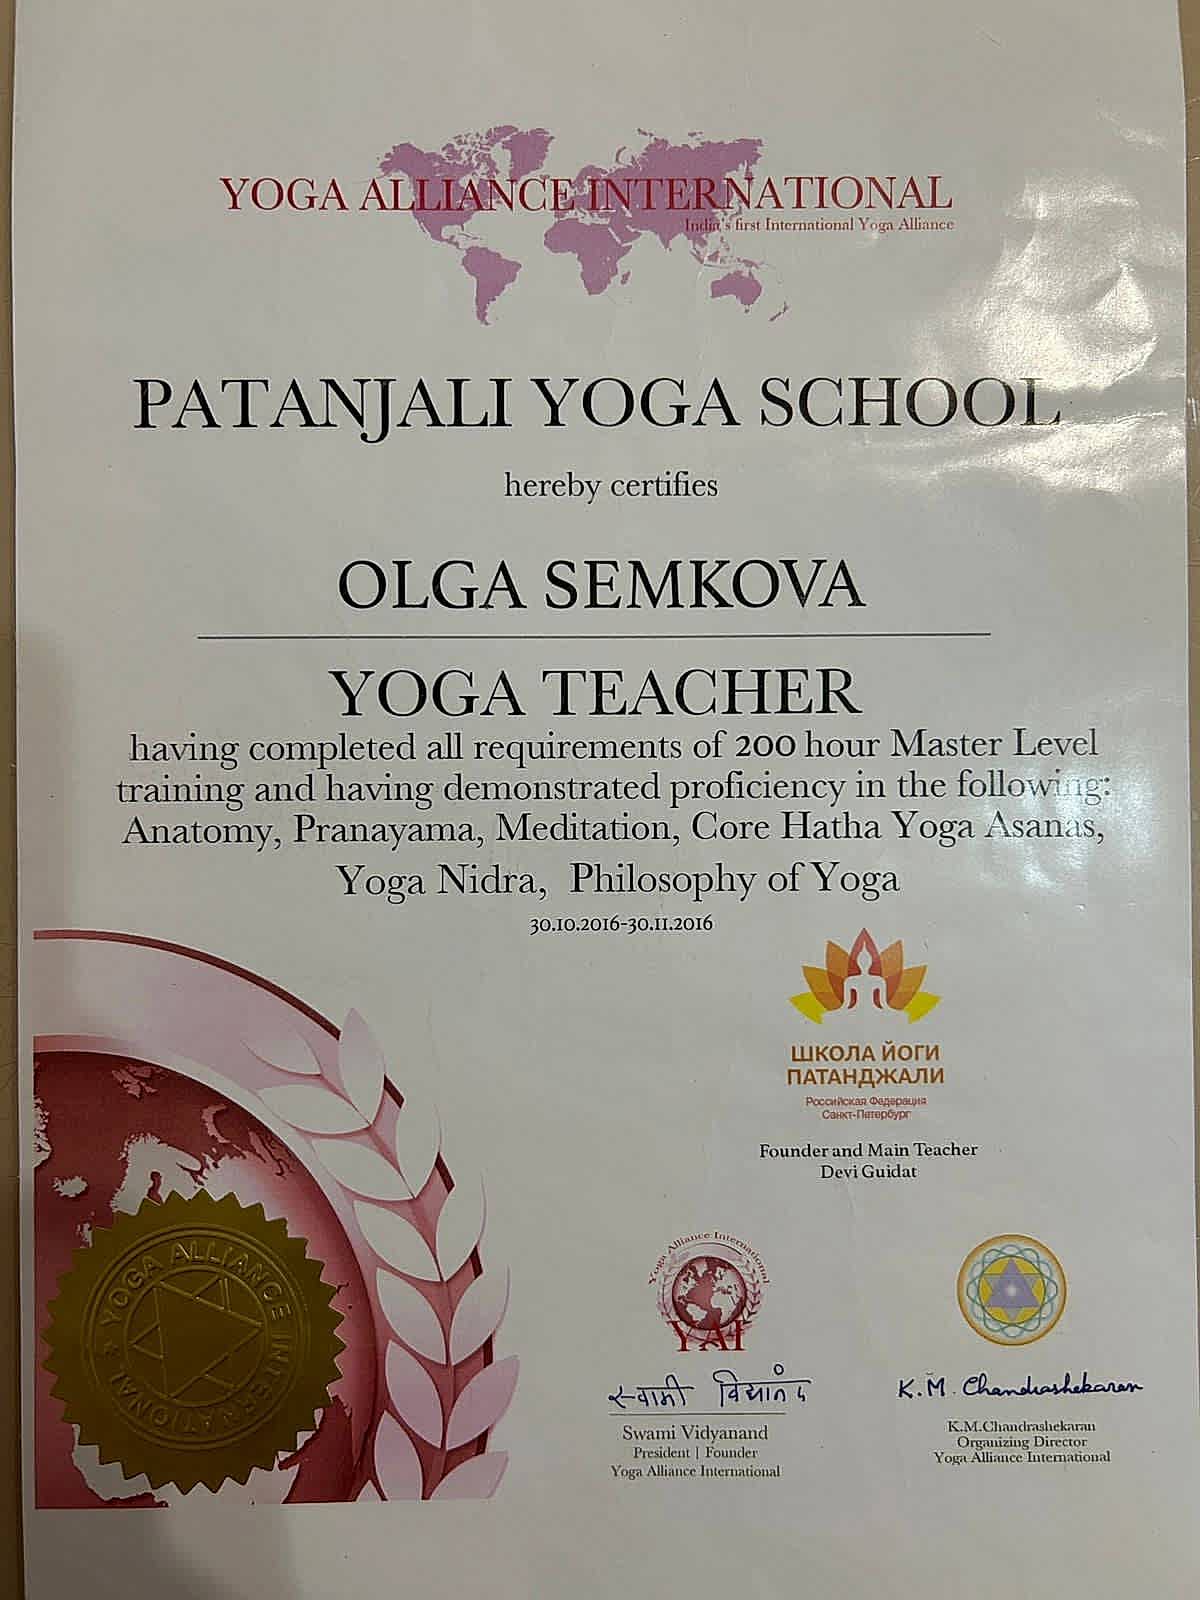 YOGA ALLIANCE INTERNATIONAL
India's first International Yoga Alliance
PATANJALI YOGA SCHOOL
hereby certifies
OLGA SEMKOVA
YOGA TEACHER
having completed all requirements of 200 hour Master Level
training and having demonstrated proficiency in the following:
Anatomy, Pranayama, Meditation, Core Hatha Yoga Asanas,
Yoga Nidra, Philosophy of Yoga
30.10.2016-30.11.2016
ШКОЛА ЙОГИ
ПАТАНДЖАЛИ
Российская Федерация
Санкт-Петербург
Founder and Main Teacher
Devi Guidat
YOGA ALLIANCE INTERNATIONAL
Yoga Alliance International
YAI
स्वामी विद्यानंद
K.M. Chandrashekaran
Swami Vidyanand
President | Founder
Yoga Alliance International
K.M.Chandrashekaran
Organizing Director
Yoga Alliance International